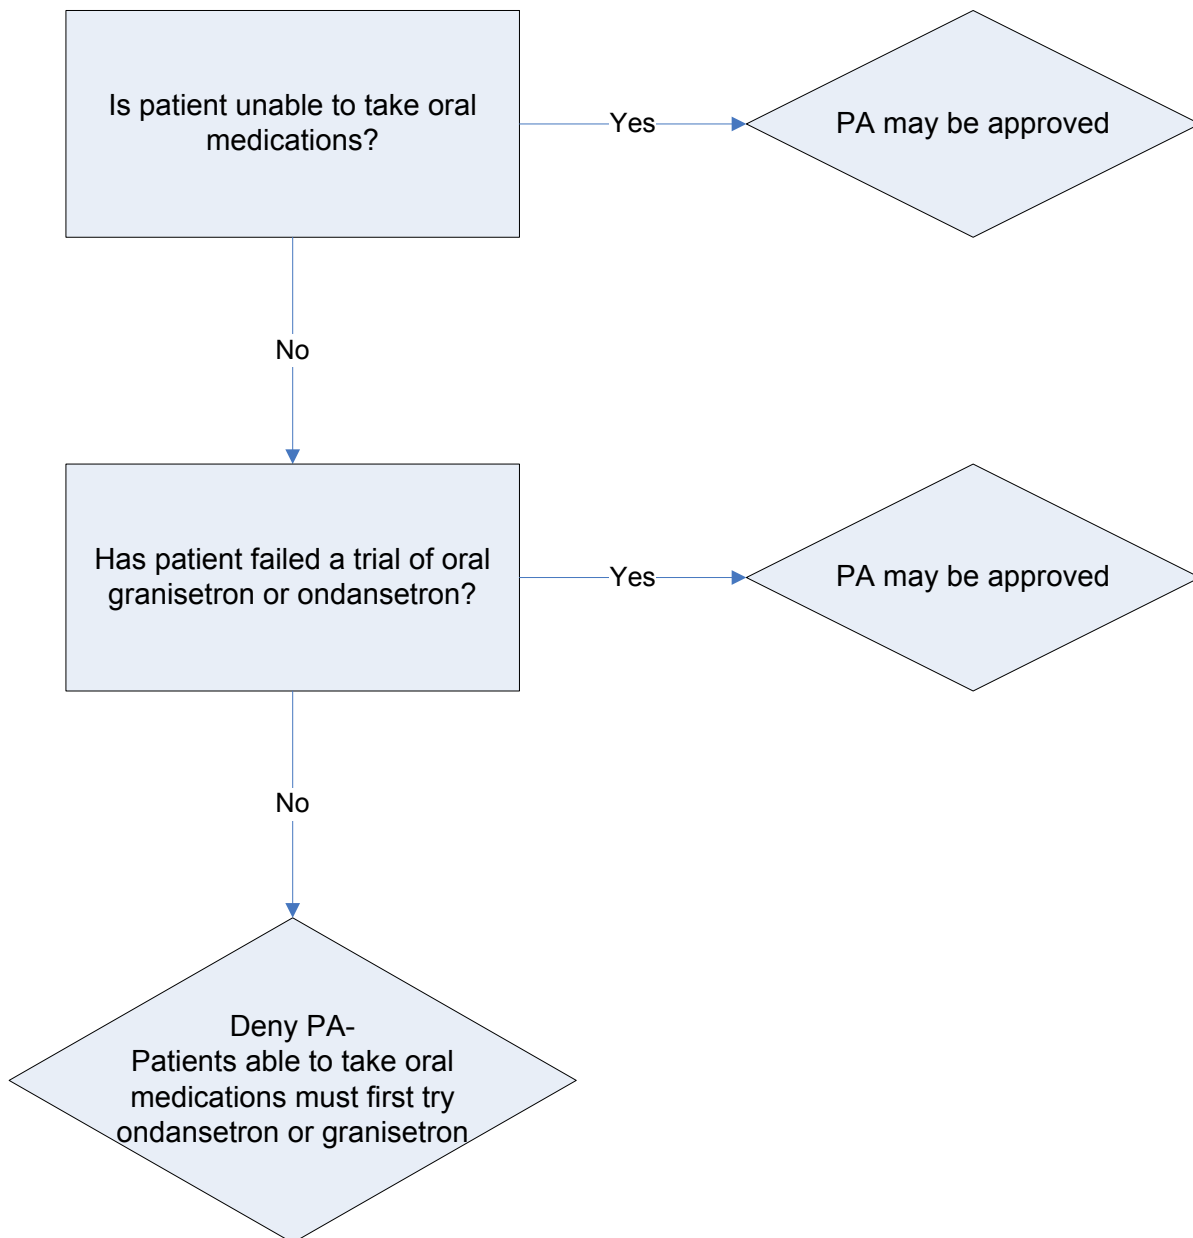 Is patient unable to take oral
medications?
Yes
PA may be approved
No
Has patient failed a trial of oral
granisetron or ondansetron?
Yes
PA may be approved
No
Deny PA-
Patients able to take oral
medications must first try
ondansetron or granisetron